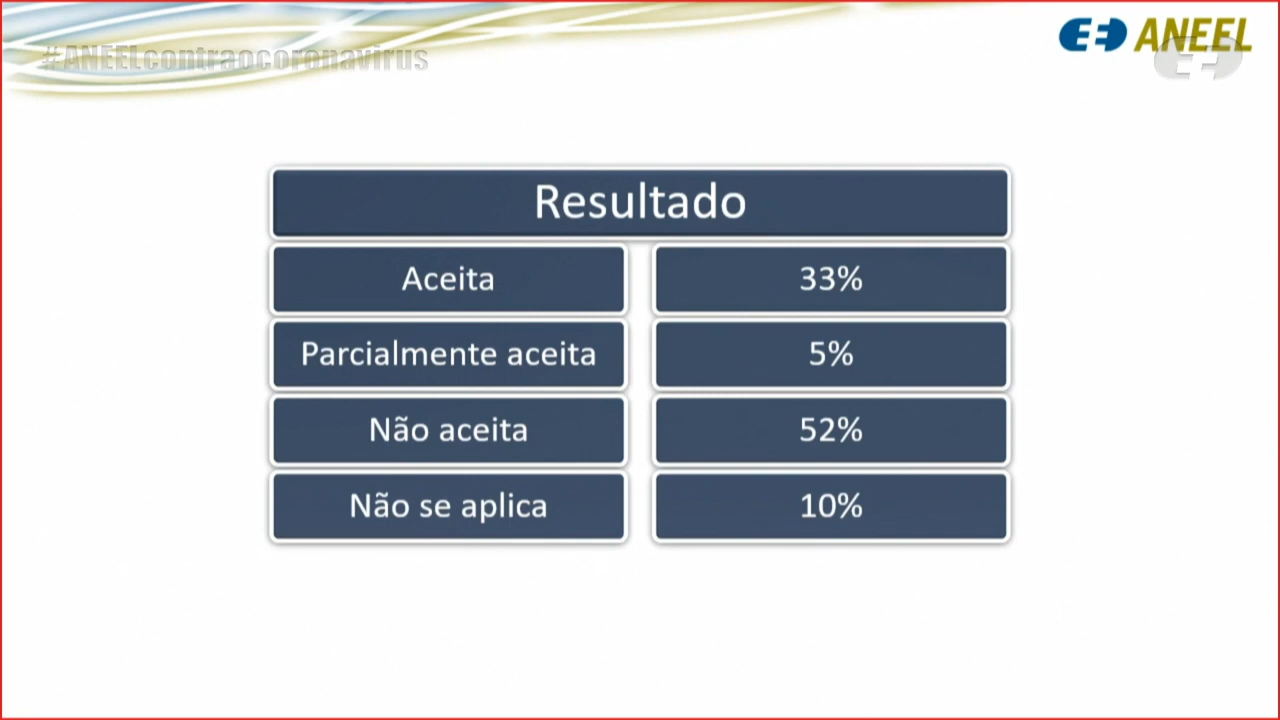 #ANEELcontraocoronavirus
ANEEL
Resultado
Aceita 33%
Parcialmente aceita 5%
Não aceita 52%
Não se aplica 10%